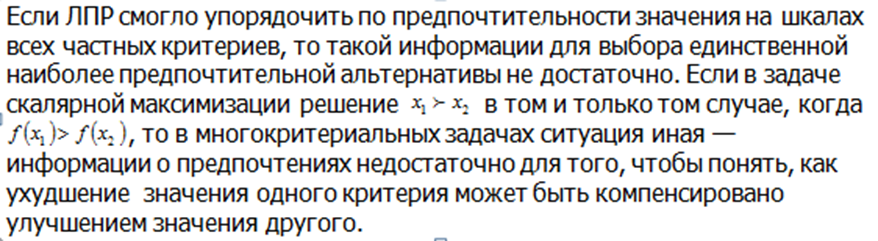 Если ЛПР смогло упорядочить по предпочтительности значения на шкалах
всех частных критериев, то такой информации для выбора единственной
наиболее предпочтительной альтернативы не достаточно. Если в задаче
скалярной максимизации решение x₁ ≻ x₂ в том и только том случае, когда
f(x₁)> f(x₂), то в многокритериальных задачах ситуация иная —
информации о предпочтениях недостаточно для того, чтобы понять, как
ухудшение значения одного критерия может быть компенсировано
улучшением значения другого.